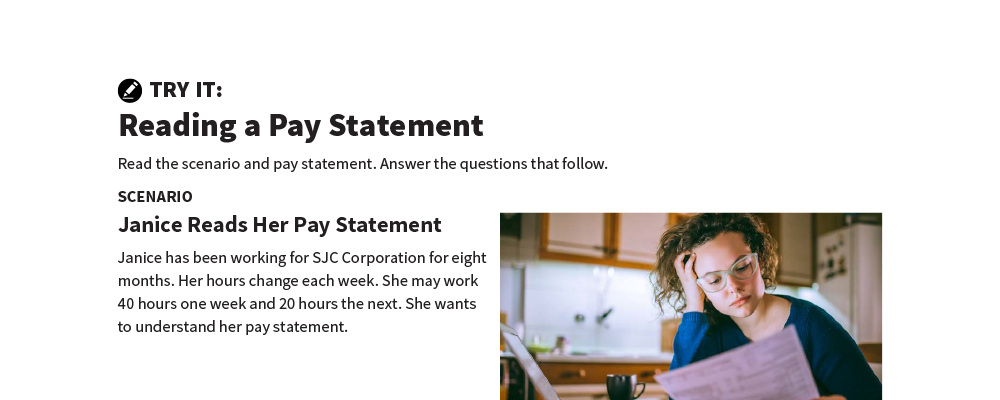 TRY IT:
Reading a Pay Statement
Read the scenario and pay statement. Answer the questions that follow.
SCENARIO
Janice Reads Her Pay Statement
Janice has been working for SJC Corporation for eight
months. Her hours change each week. She may work
40 hours one week and 20 hours the next. She wants
to understand her pay statement.